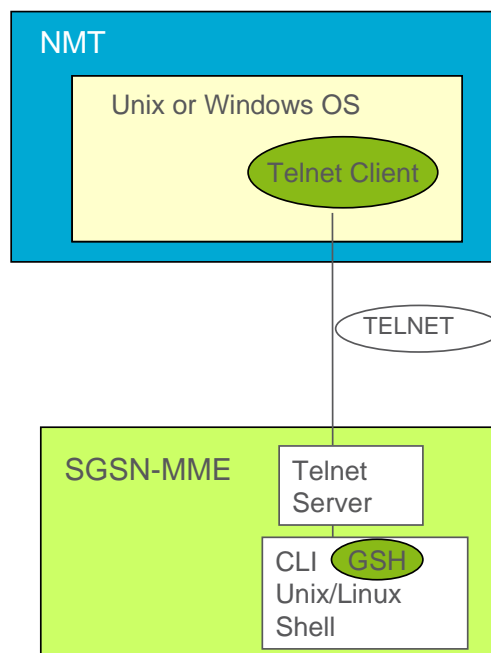 NMT
Unix or Windows OS
Telnet Client
TELNET
SGSN-MME
Telnet
Server
CLI GSH
Unix/Linux
Shell